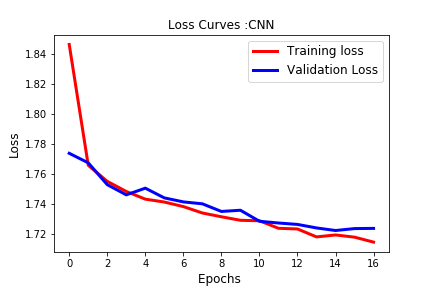 Loss Curves :CNN
Training loss
Validation Loss
Loss
1.84
1.82
1.80
1.78
1.76
1.74
1.72
0 2 4 6 8 10 12 14 16
Epochs